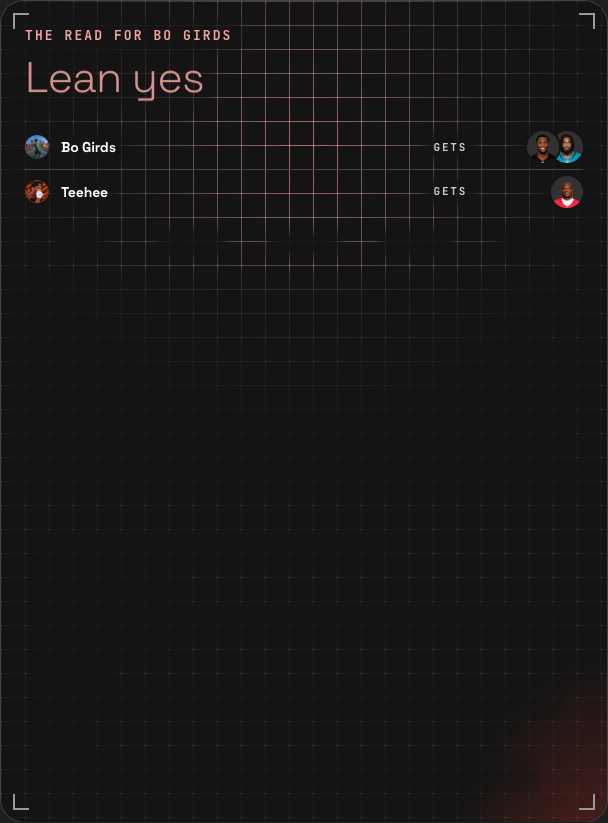 THE READ FOR BO GIRDS
Lean yes
Bo Girds GETS
Teehee GETS